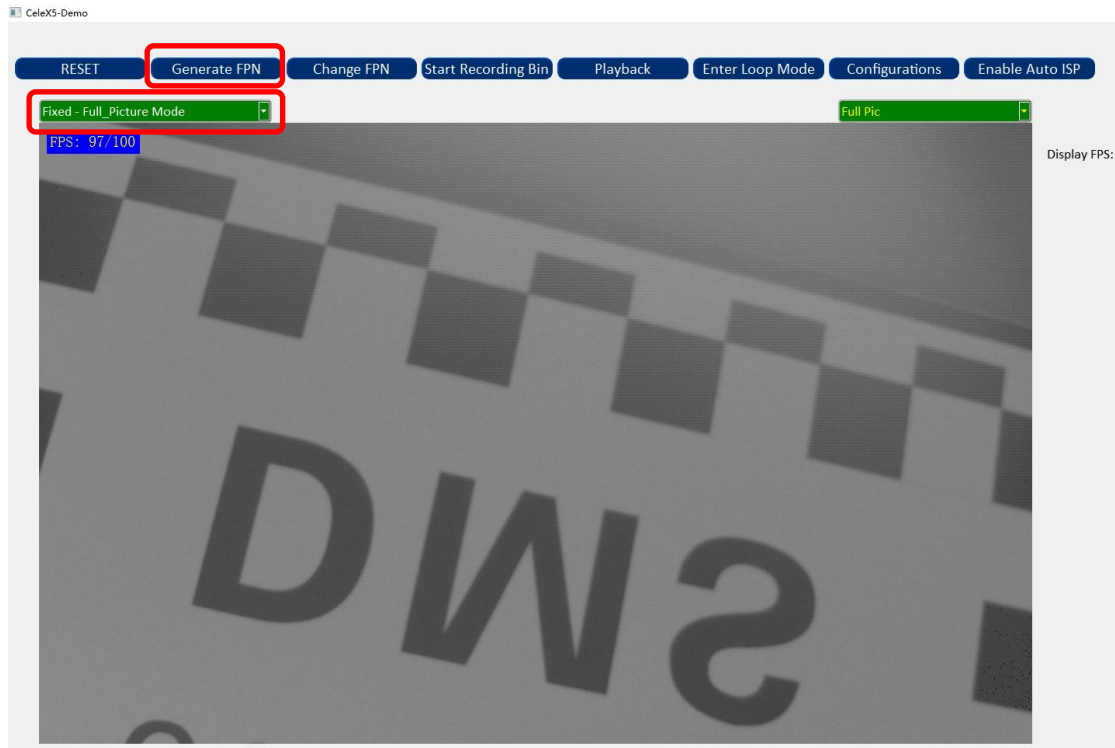 CeleX5-Demo
RESET Generate FPN Change FPN Start Recording Bin Playback Enter Loop Mode Configurations Enable Auto ISP
Fixed - Full_Picture Mode Full Pic
FPS: 97/100
Display FPS:
DMS